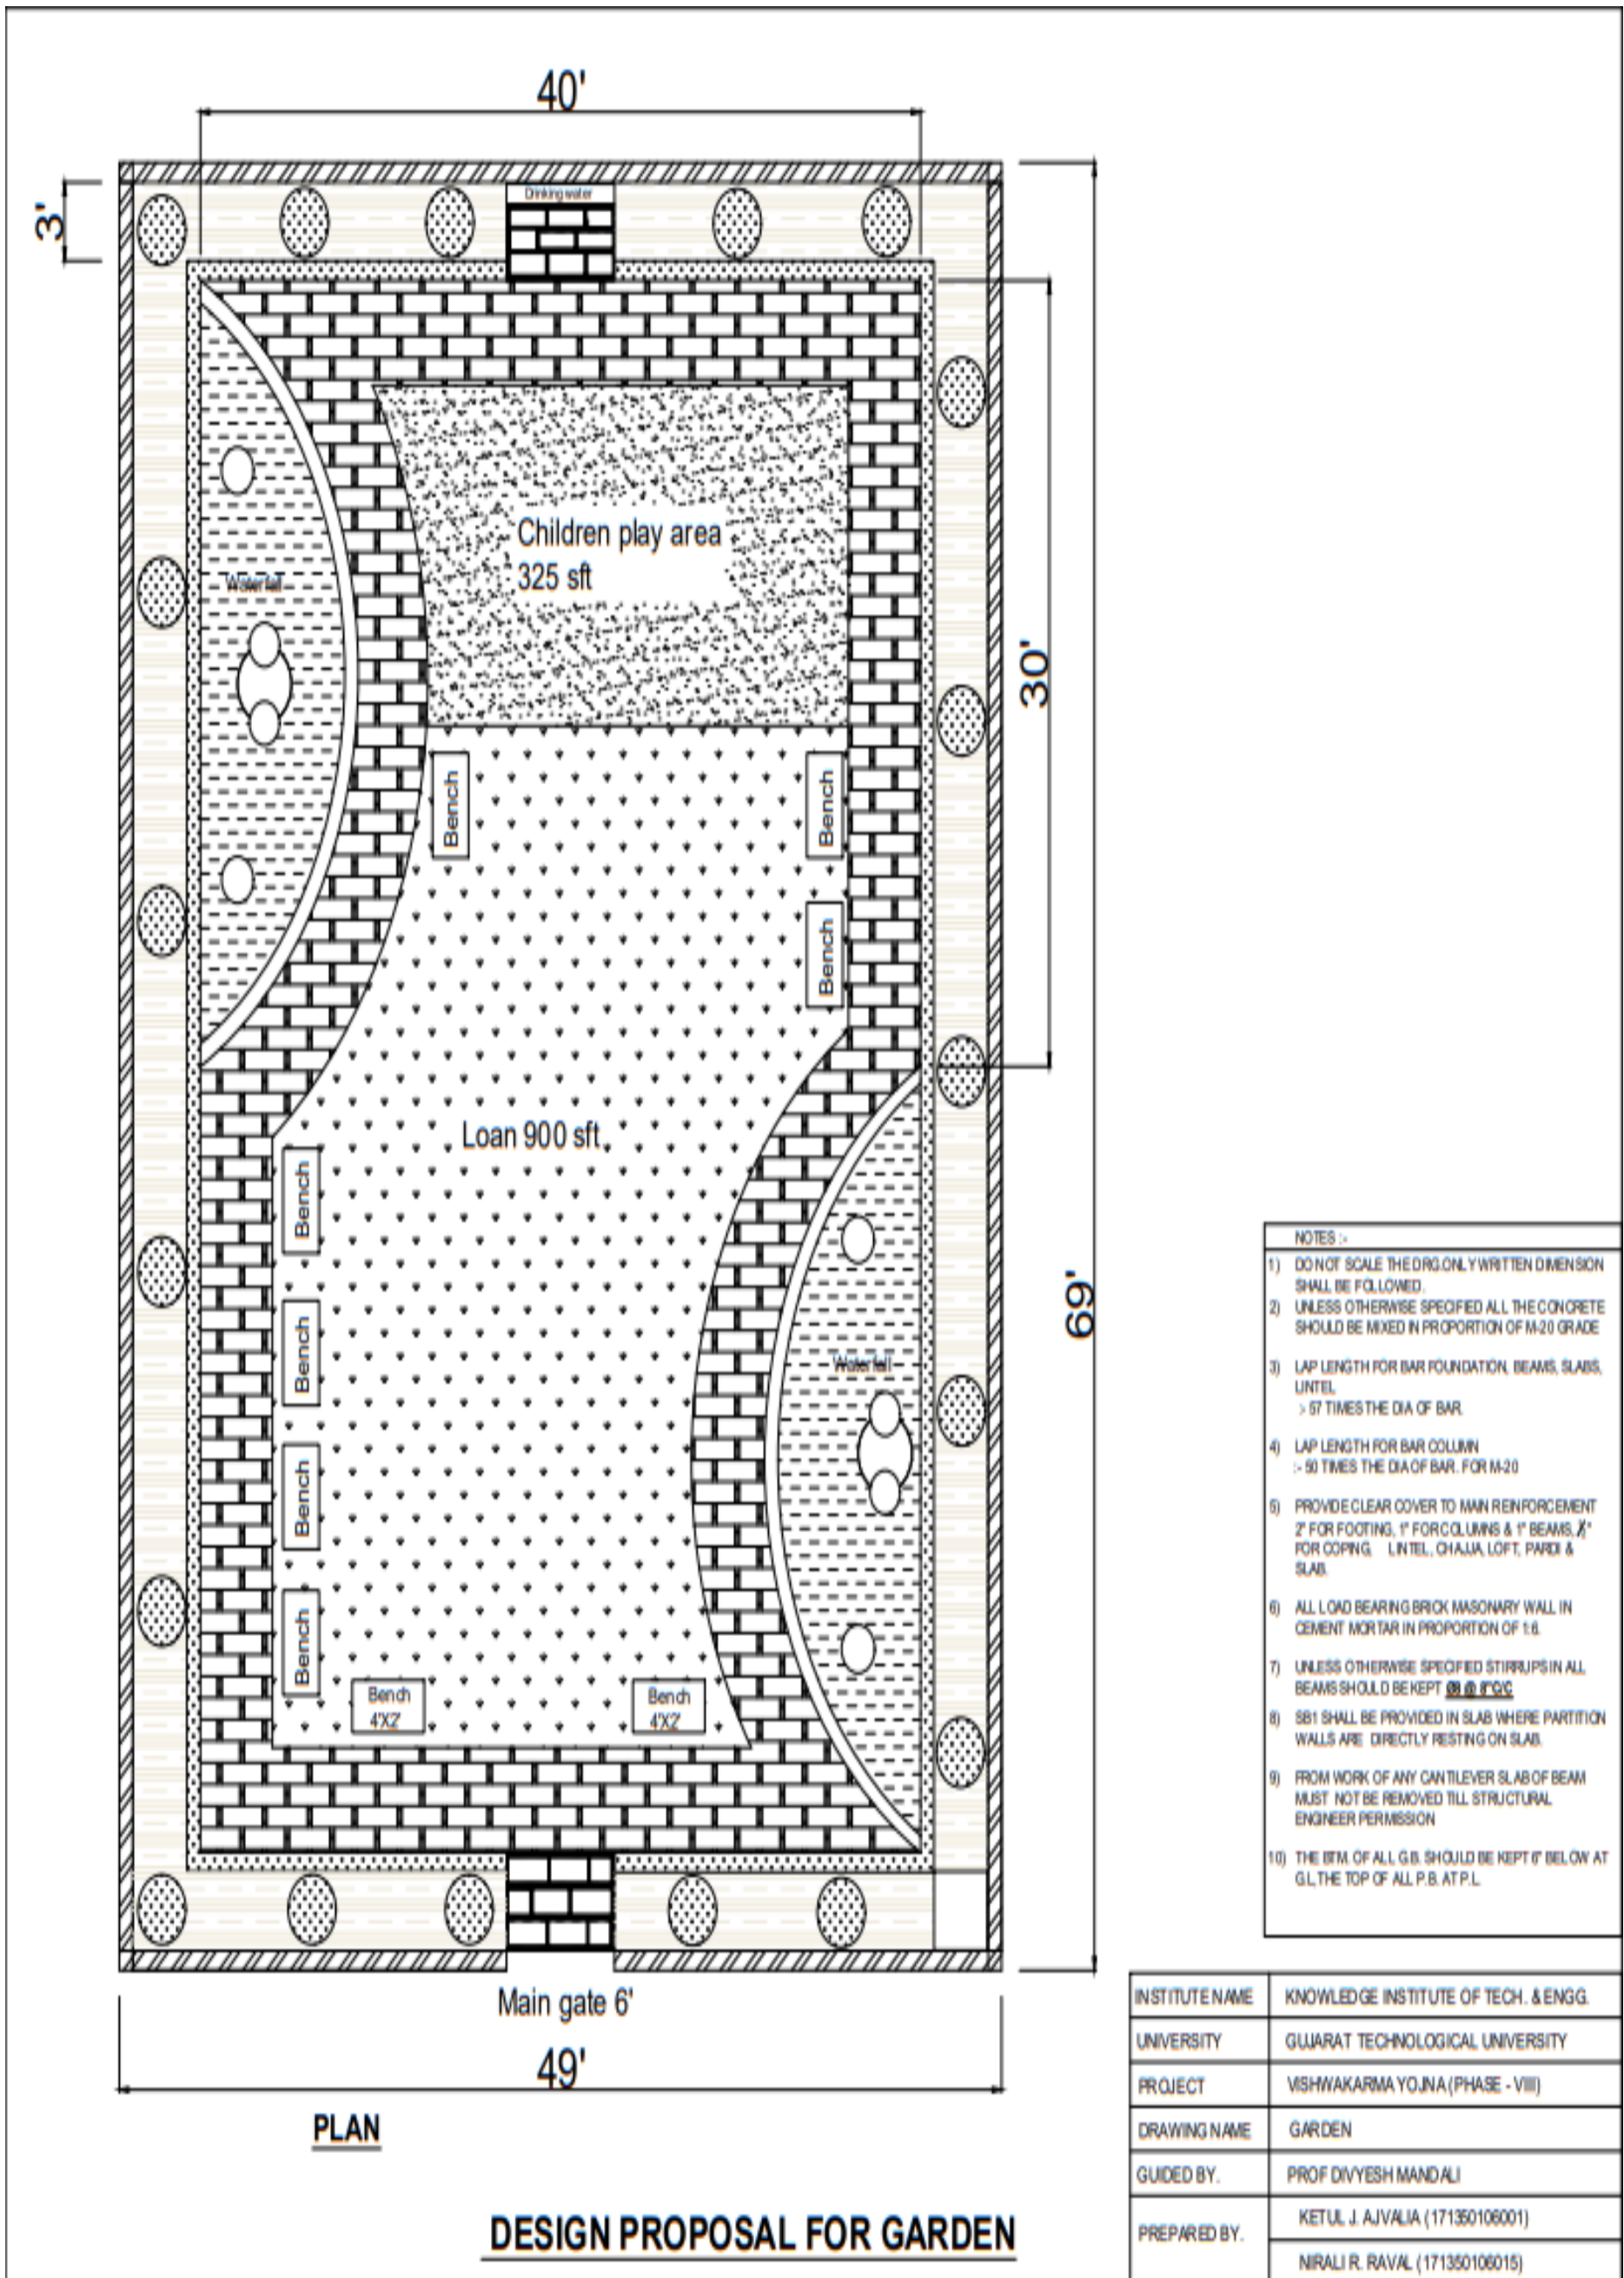 40'
3'
Drinking water
Children play area
325 sft
Waterfall
30'
Bench
Bench
Bench
69'
Loan 900 sft
Bench
Bench
Bench
Bench
Waterfall
Bench
4'X2'
Bench
4'X2'
Main gate 6'
49'
PLAN
DESIGN PROPOSAL FOR GARDEN
NOTES :-
1) DO NOT SCALE THE DRG.ONLY WRITTEN DIMENSION
SHALL BE FOLLOWED.
2) UNLESS OTHERWISE SPECIFIED ALL THE CONCRETE
SHOULD BE MIXED IN PROPORTION OF M-20 GRADE
3) LAP LENGTH FOR BAR FOUNDATION, BEAMS, SLABS,
LINTEL
:- 57 TIMES THE DIA OF BAR.
4) LAP LENGTH FOR BAR COLUMN
:- 50 TIMES THE DIA OF BAR. FOR M-20
5) PROVIDE CLEAR COVER TO MAIN REINFORCEMENT
2" FOR FOOTING, 1" FOR COLUMNS & 1" BEAMS,
FOR COPING, LINTEL, CHAJJA, LOFT, PARDI &
SLAB.
6) ALL LOAD BEARING BRICK MASONARY WALL IN
CEMENT MORTAR IN PROPORTION OF 1:6.
7) UNLESS OTHERWISE SPECIFIED STIRRUPS IN ALL
BEAMS SHOULD BE KEPT @ 8" C/C
8) SB1 SHALL BE PROVIDED IN SLAB WHERE PARTITION
WALLS ARE DIRECTLY RESTING ON SLAB.
9) FROM WORK OF ANY CANTILEVER SLAB OF BEAM
MUST NOT BE REMOVED TILL STRUCTURAL
ENGINEER PERMISSION
10) THE BTM. OF ALL G.B. SHOULD BE KEPT 6" BELOW AT
G.L,THE TOP OF ALL P.B. AT P.L.
INSTITUTE NAME KNOWLEDGE INSTITUTE OF TECH. & ENGG.
UNIVERSITY GUJARAT TECHNOLOGICAL UNIVERSITY
PROJECT VISHWAKARMA YOJNA (PHASE - VIII)
DRAWING NAME GARDEN
GUIDED BY. PROF DIVYESH MANDALI
PREPARED BY. KETUL J. AJVALIA (171350106001)
NIRALI R. RAVAL (171350106015)